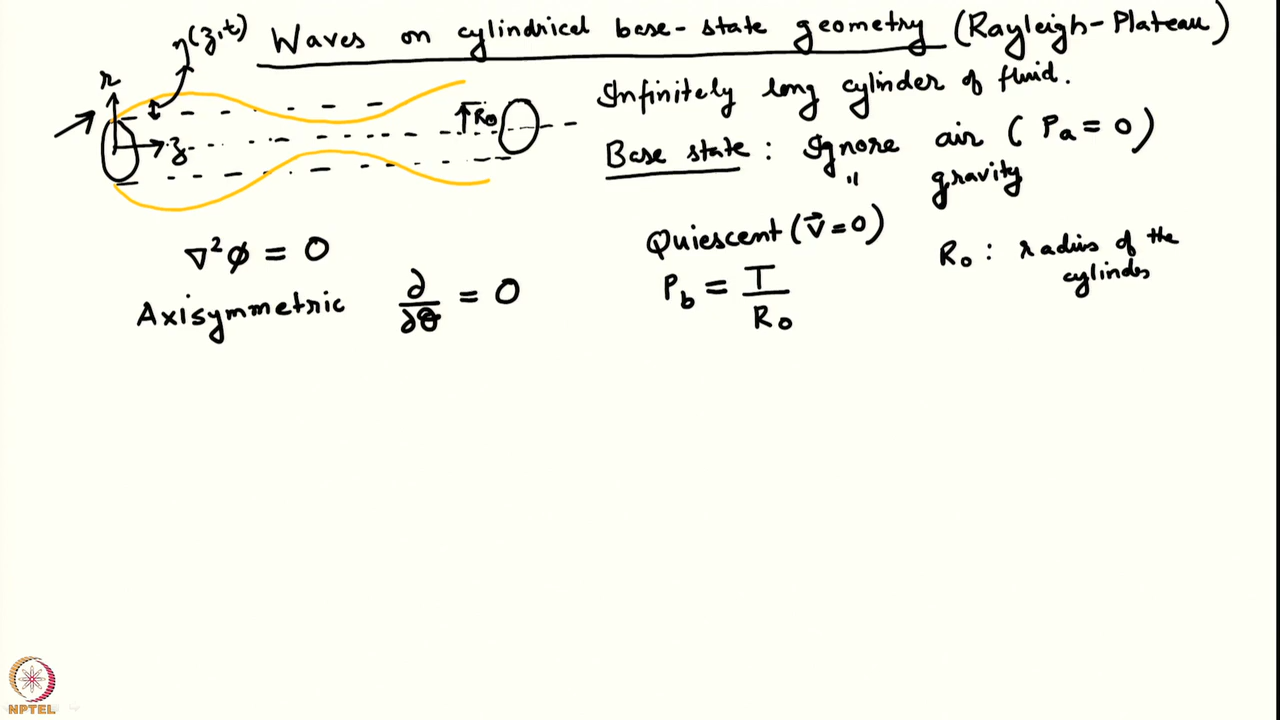 η(z,t) Waves on cylindrical base-state geometry (Rayleigh-Plateau)
r
z
R₀
Infinitely long cylinder of fluid.
Base state : Ignore air (Pa = 0)
" gravity
Quiescent (v⃗=0)
R₀ : radius of the
cylinder
∇²φ = 0
Pb = T/R₀
Axisymmetric ∂/∂θ = 0
NPTEL